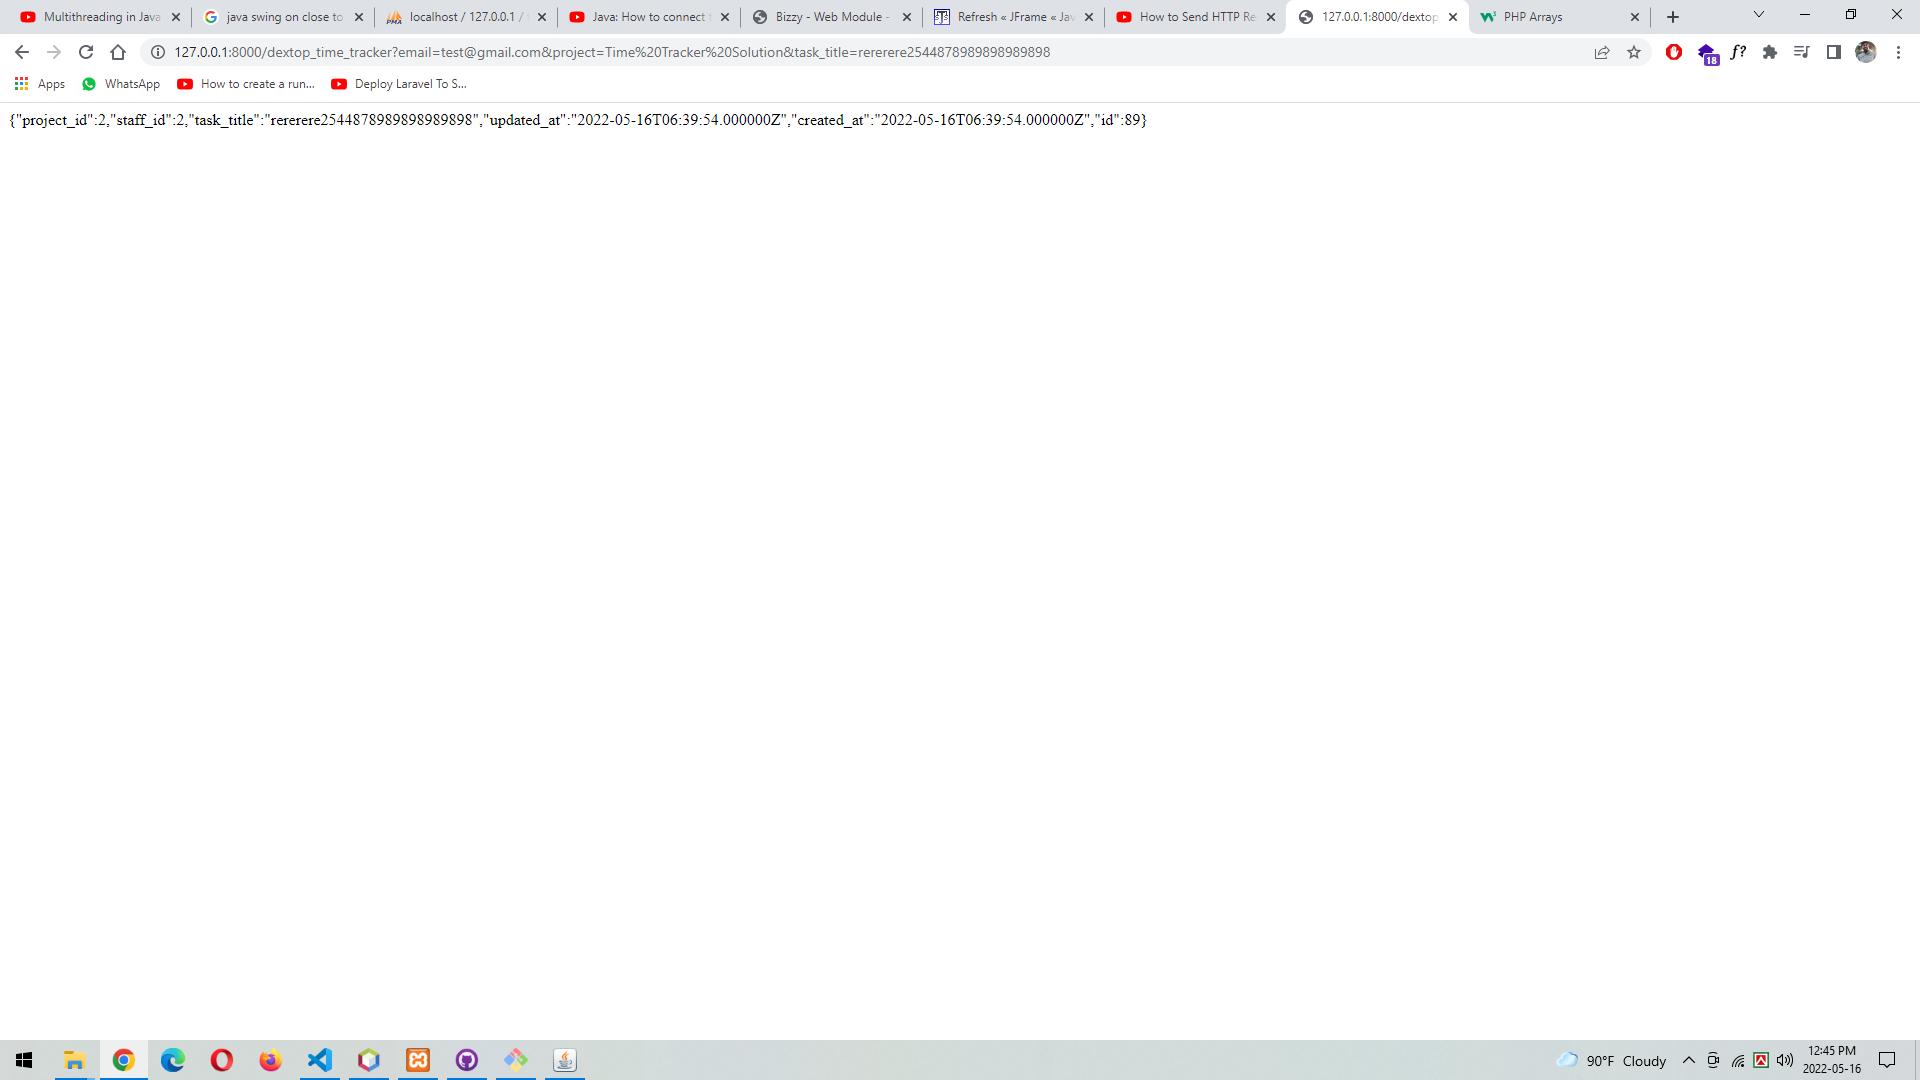 Multithreading in Java
java swing on close to
localhost / 127.0.0.1 /
Java: How to connect
Bizzy - Web Module -
Refresh « JFrame « Jav
How to Send HTTP Re
127.0.0.1:8000/dextop
PHP Arrays
127.0.0.1:8000/dextop_time_tracker?email=test@gmail.com&project=Time%20Tracker%20Solution&task_title=rererere2544878989898989898
18
f?
Apps
WhatsApp
How to create a run...
Deploy Laravel To S...
{"project_id":2,"staff_id":2,"task_title":"rererere2544878989898989898","updated_at":"2022-05-16T06:39:54.000000Z","created_at":"2022-05-16T06:39:54.000000Z","id":89}
90°F Cloudy
12:45 PM
2022-05-16